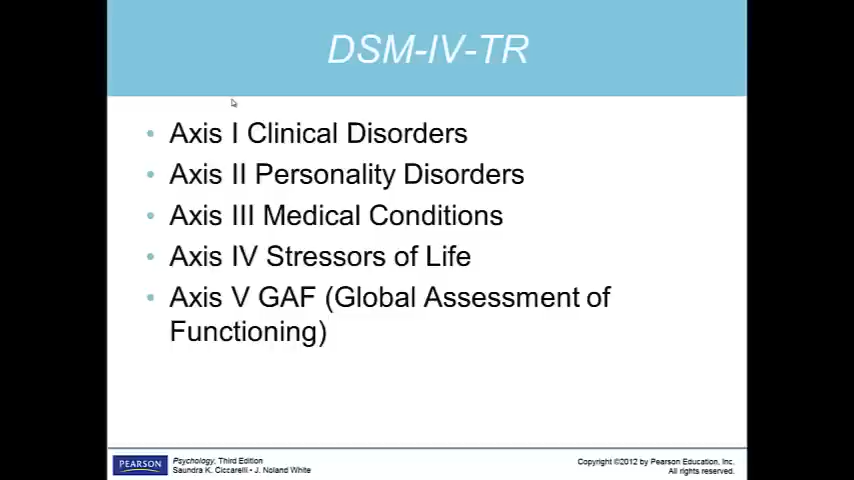 DSM-IV-TR
• Axis I Clinical Disorders
• Axis II Personality Disorders
• Axis III Medical Conditions
• Axis IV Stressors of Life
• Axis V GAF (Global Assessment of
Functioning)
PEARSON
Psychology, Third Edition
Saundra K. Ciccarelli • J. Noland White
Copyright ©2012 by Pearson Education, Inc.
All rights reserved.